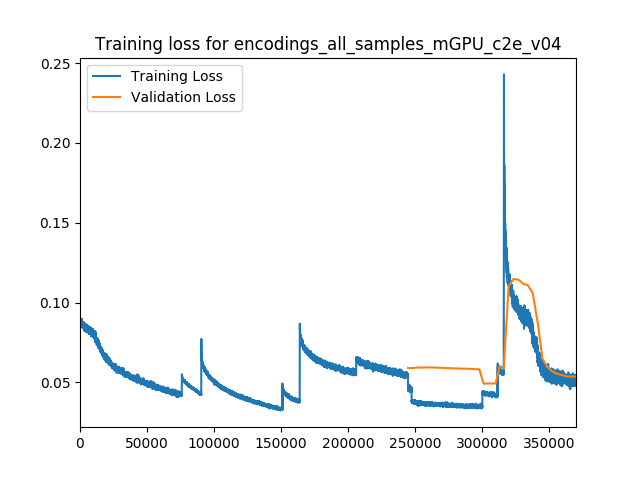 Training loss for encodings_all_samples_mGPU_c2e_v04
0.25
Training Loss
Validation Loss
0.20
0.15
0.10
0.05
0 50000 100000 150000 200000 250000 300000 350000